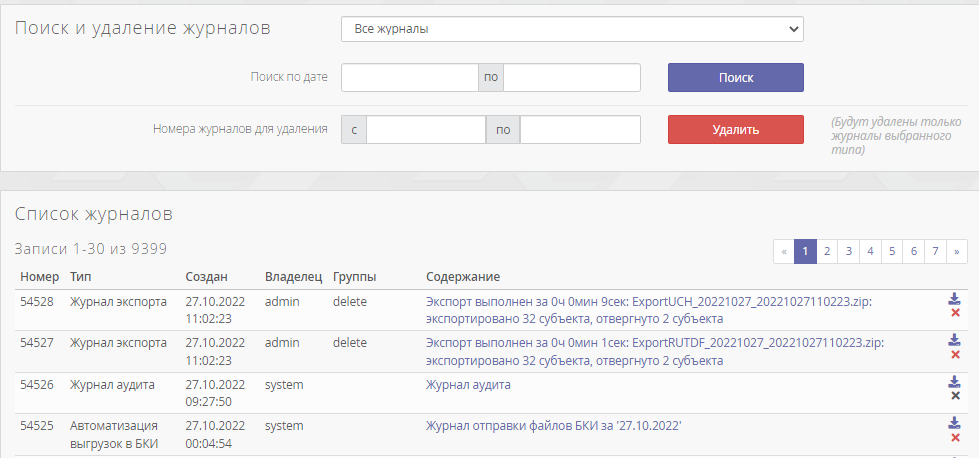 Поиск и удаление журналов
Все журналы
Поиск по дате
по
Поиск
Номера журналов для удаления
с
по
Удалить
(Будут удалены только
журналы выбранного
типа)
Список журналов
Записи 1-30 из 9399
« 1 2 3 4 5 6 7 »
Номер Тип Создан Владелец Группы Содержание
54528 Журнал экспорта 27.10.2022 admin delete Экспорт выполнен за 0ч 0мин 9сек: ExportUCH_20221027_20221027110223.zip:
11:02:23 экспортировано 32 субъекта, отвергнуто 2 субъекта
54527 Журнал экспорта 27.10.2022 admin delete Экспорт выполнен за 0ч 0мин 1сек: ExportRUTDF_20221027_20221027110223.zip:
11:02:23 экспортировано 32 субъекта, отвергнуто 2 субъекта
54526 Журнал аудита 27.10.2022 system Журнал аудита
09:27:50
54525 Автоматизация 27.10.2022 system Журнал отправки файлов БКИ за '27.10.2022'
выгрузок в БКИ 00:04:54